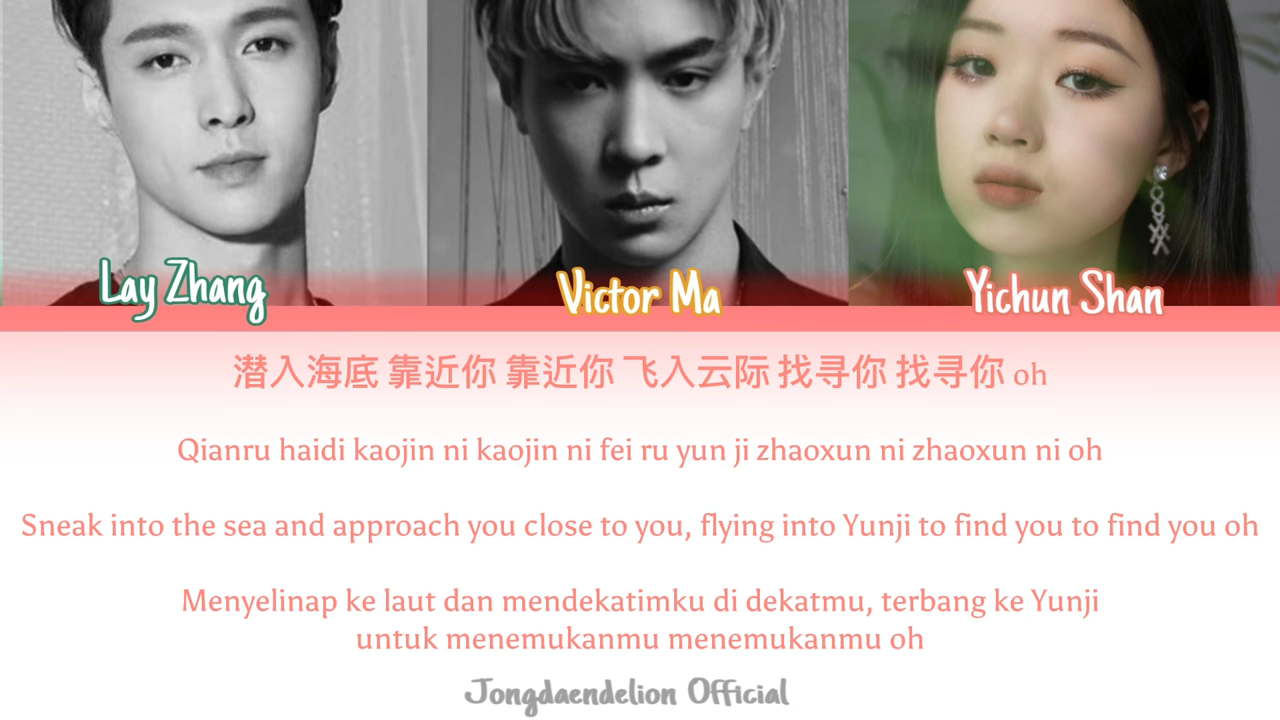 Lay Zhang
Victor Ma
Yichun Shan
潜入海底 靠近你 靠近你 飞入云际 找寻你 找寻你 oh
Qianru haidi kaojin ni kaojin ni fei ru yun ji zhaoxun ni zhaoxun ni oh
Sneak into the sea and approach you close to you, flying into Yunji to find you to find you oh
Menyelinap ke laut dan mendekatimku di dekatmu, terbang ke Yunji
untuk menemukanmu menemukanmu oh
Jongdaendelion Official